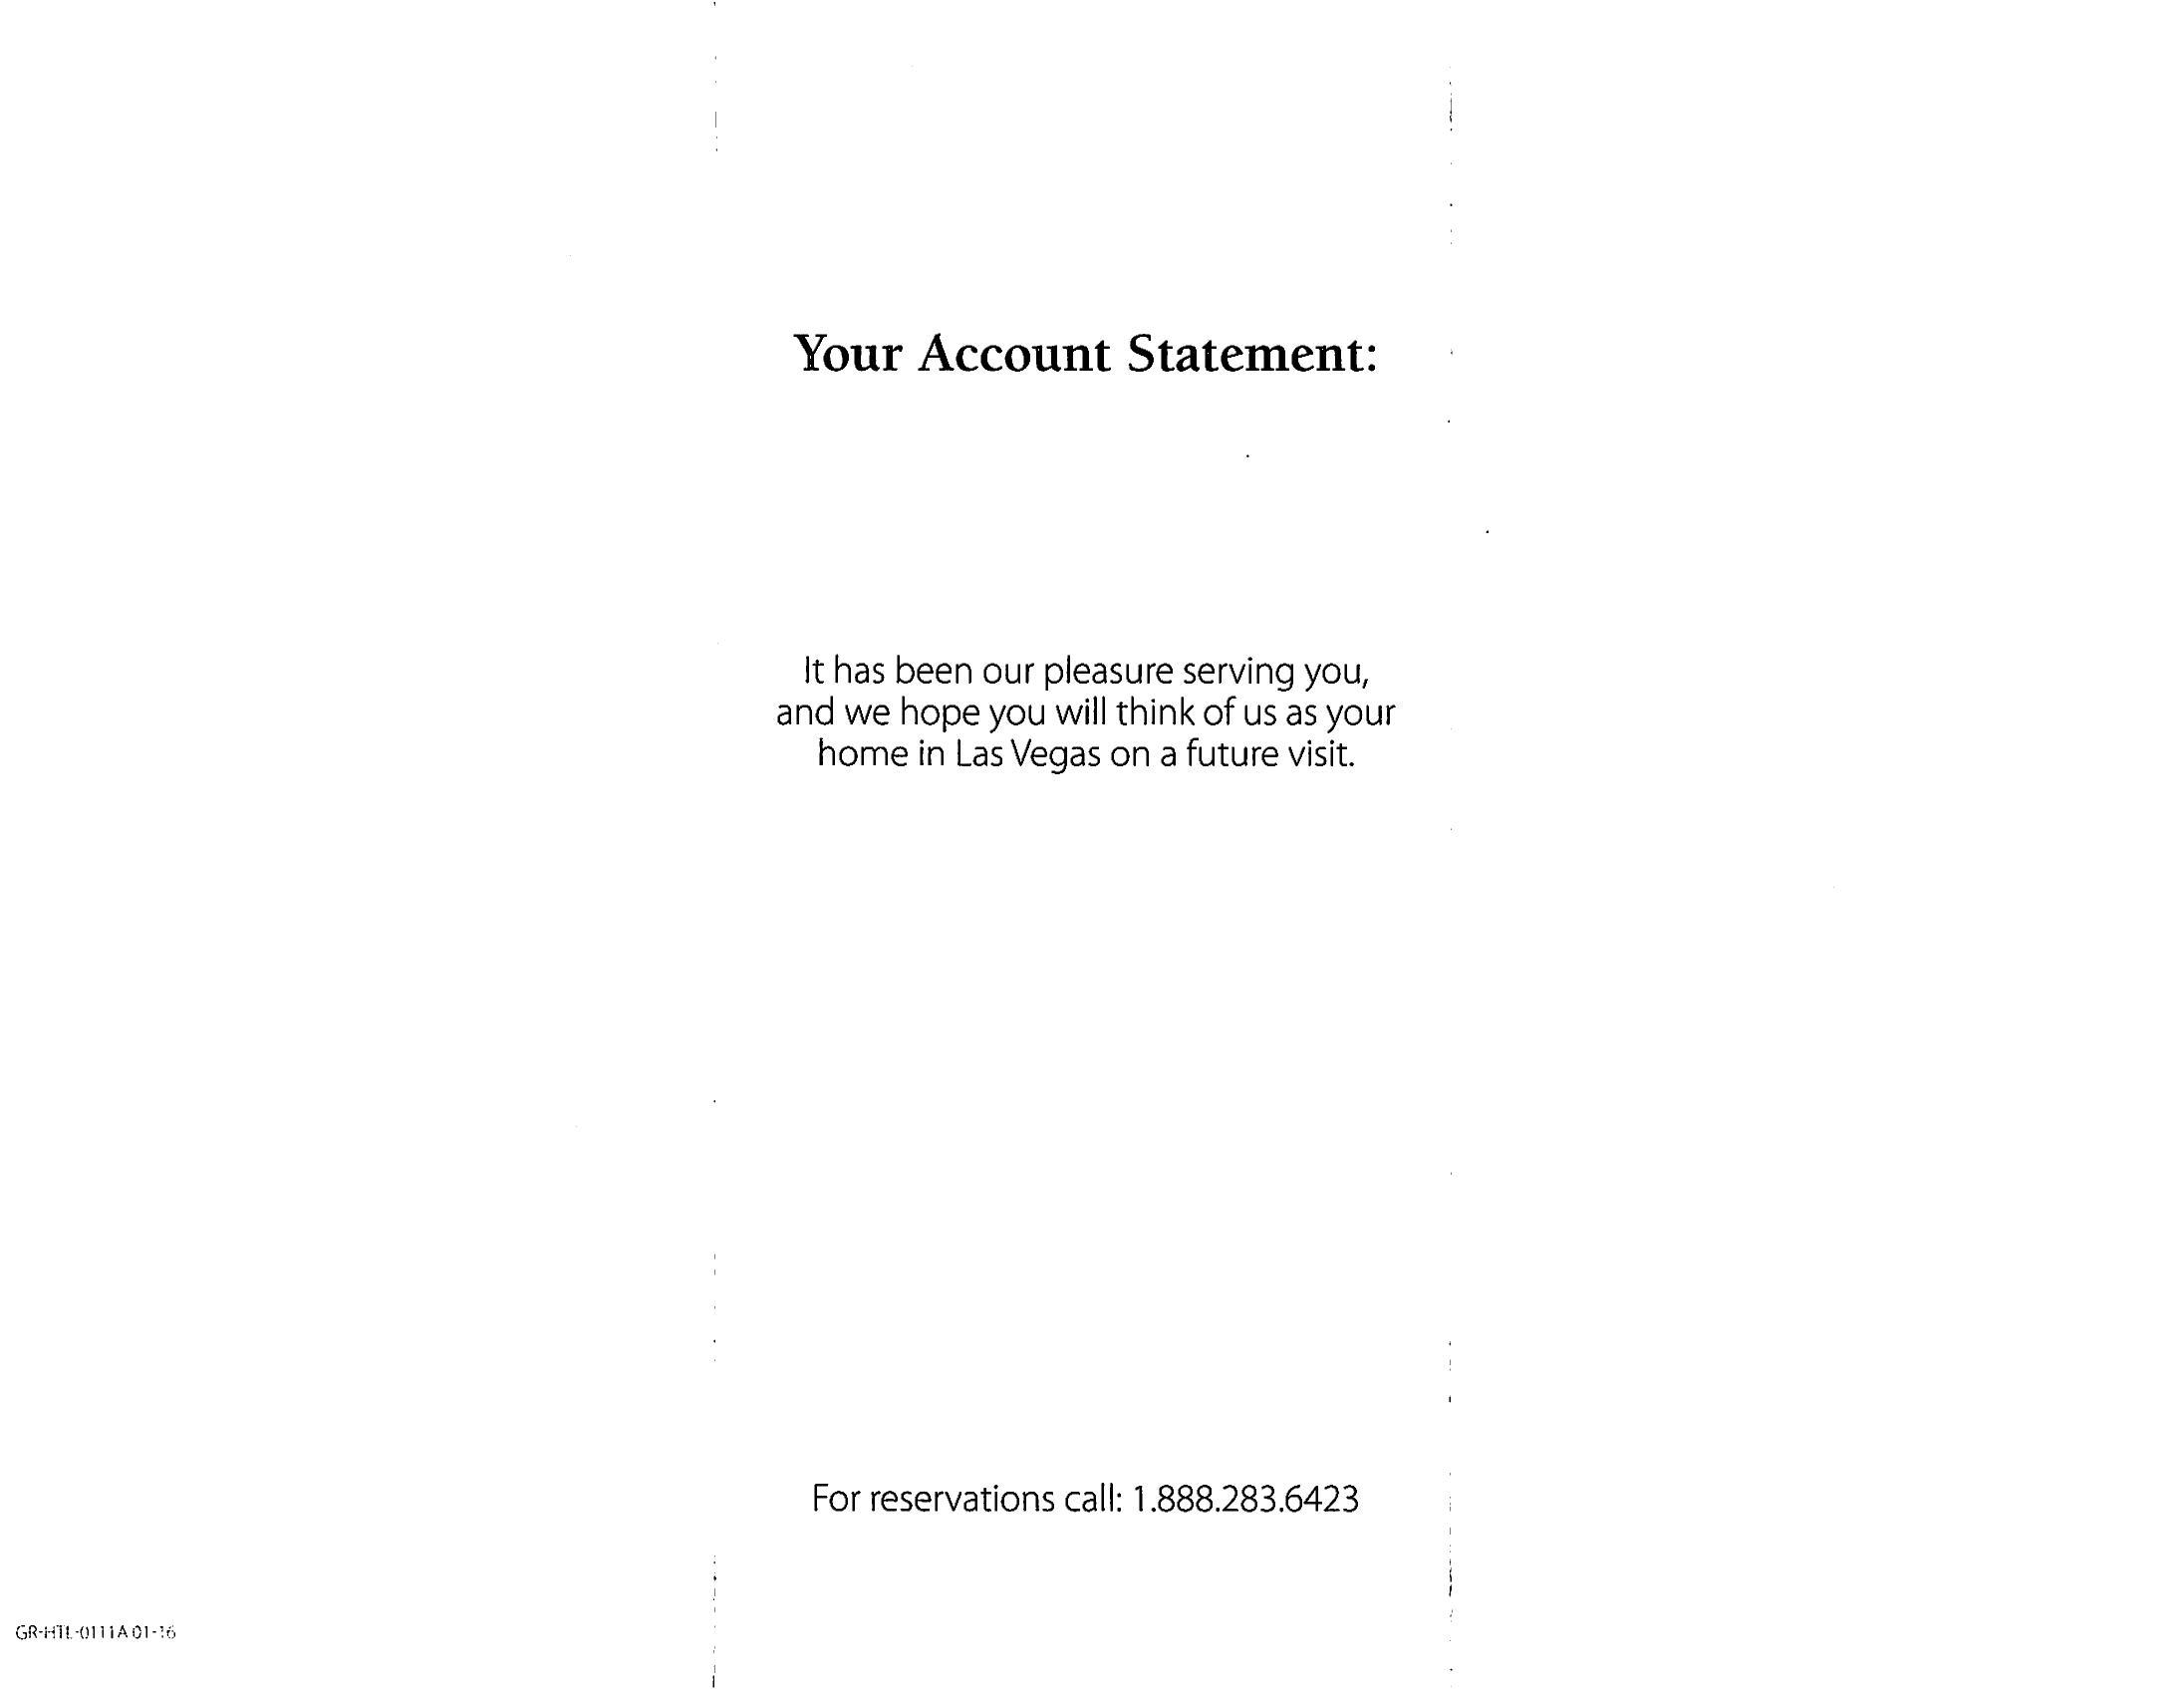 Your Account Statement:
It has been our pleasure serving you,
and we hope you will think of us as your
home in Las Vegas on a future visit.
For reservations call: 1.888.283.6423
GR-HTL-0111A 01-16